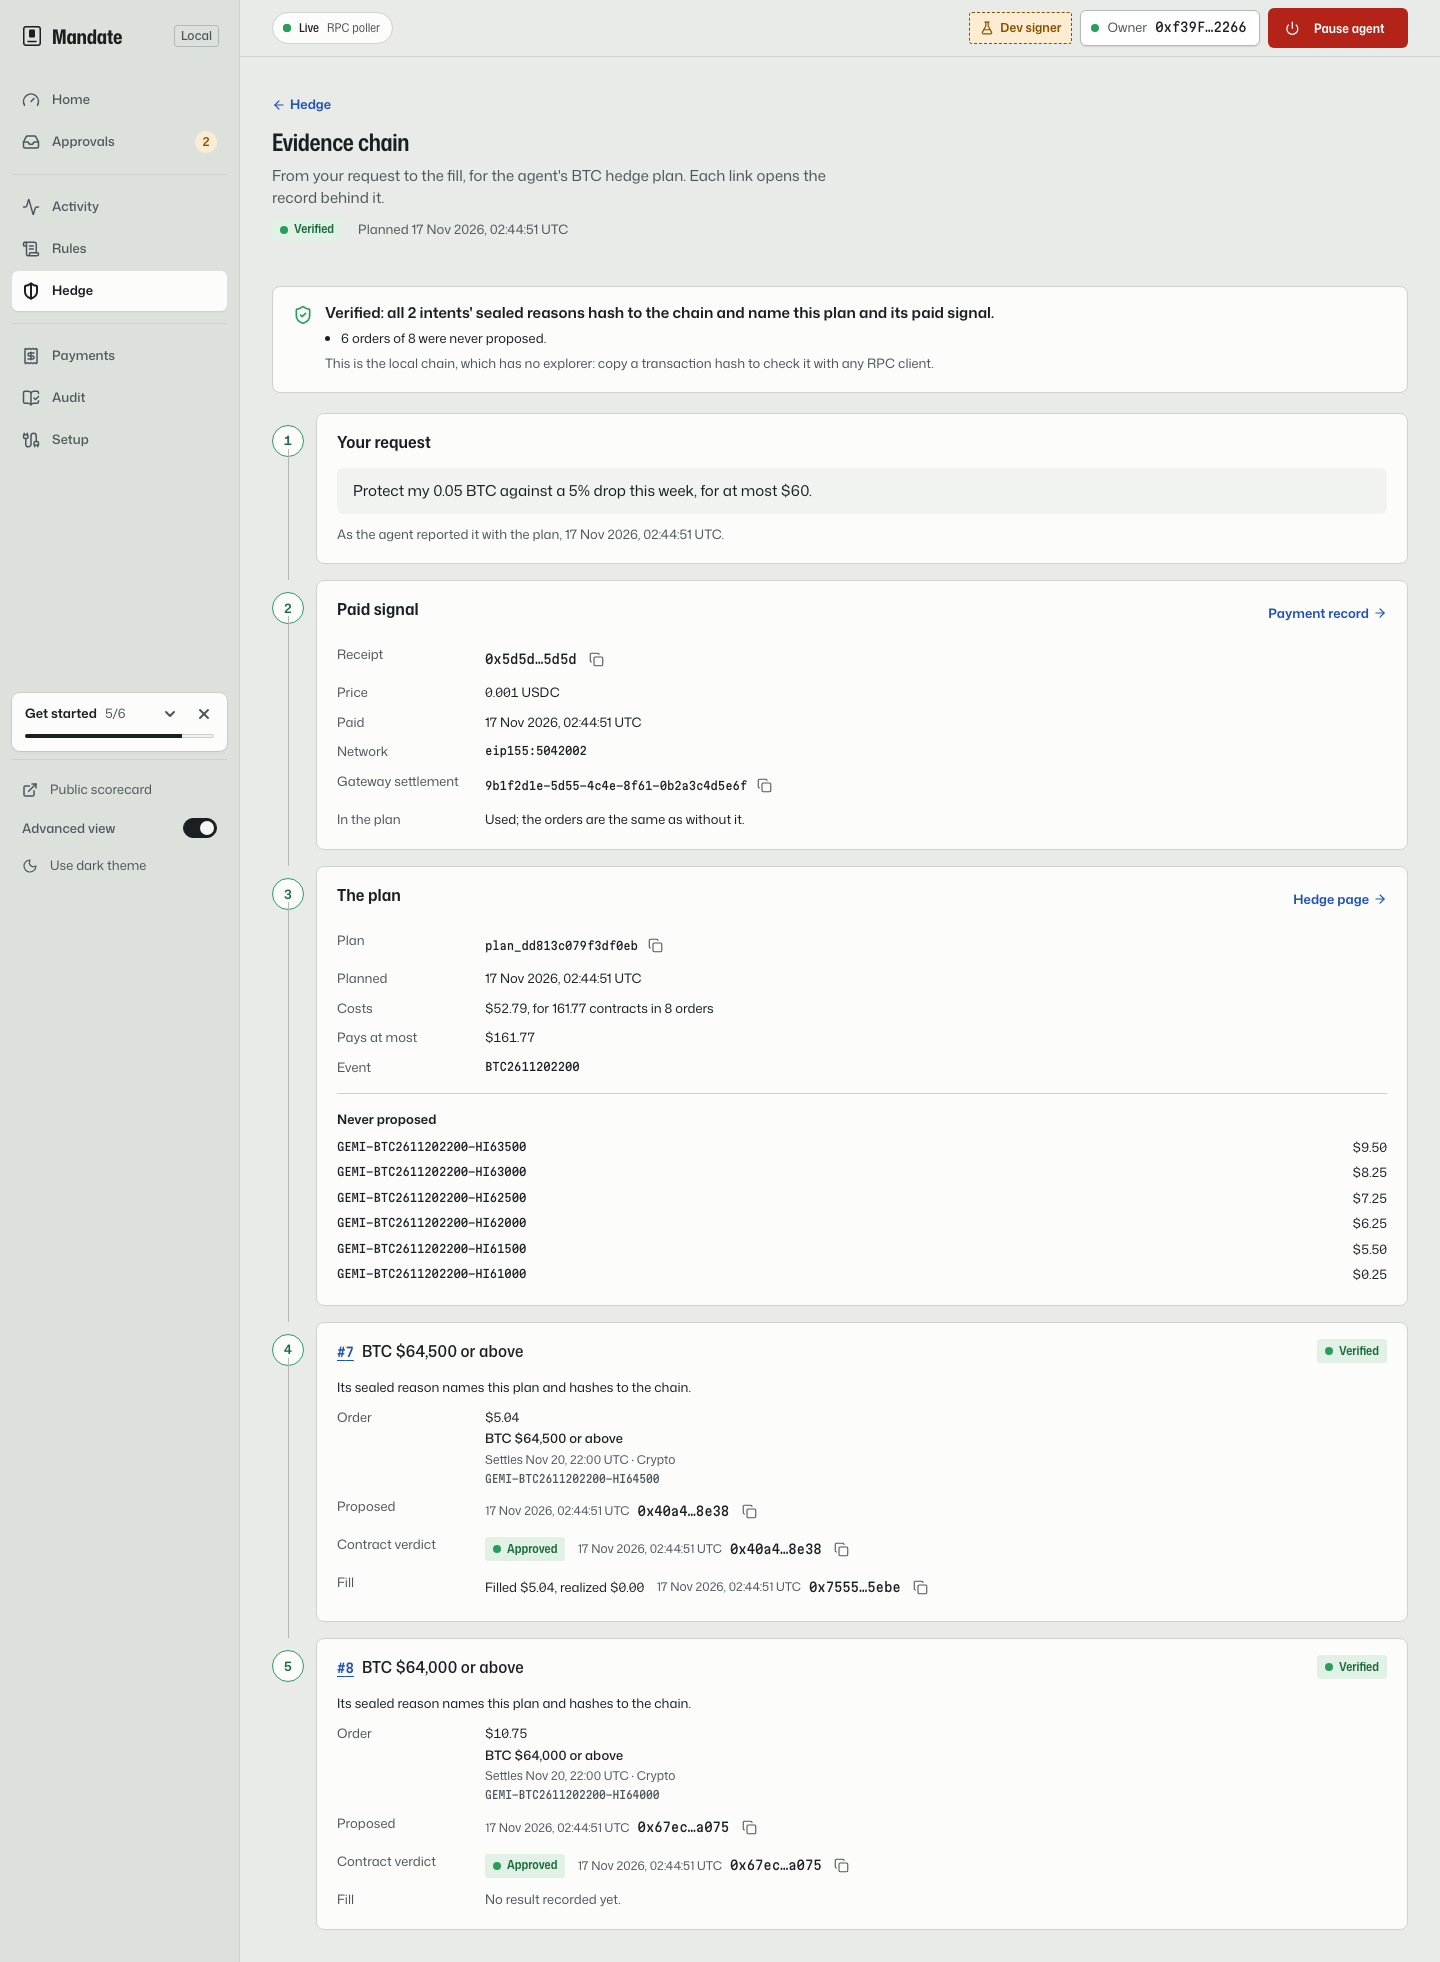 Mandate
Local
Home
Approvals 2
Activity
Rules
Hedge
Payments
Audit
Setup
Get started 5/6
Public scorecard
Advanced view
Use dark theme
Live RPC poller
Dev signer
Owner 0xf39F…2266
Pause agent
← Hedge
Evidence chain
From your request to the fill, for the agent's BTC hedge plan. Each link opens the
record behind it.
Verified Planned 17 Nov 2026, 02:44:51 UTC
Verified: all 2 intents' sealed reasons hash to the chain and name this plan and its paid signal.
• 6 orders of 8 were never proposed.
This is the local chain, which has no explorer: copy a transaction hash to check it with any RPC client.
1
Your request
Protect my 0.05 BTC against a 5% drop this week, for at most $60.
As the agent reported it with the plan, 17 Nov 2026, 02:44:51 UTC.
2
Paid signal
Payment record →
Receipt 0x5d5d…5d5d
Price 0.001 USDC
Paid 17 Nov 2026, 02:44:51 UTC
Network eip155:5042002
Gateway settlement 9b1f2d1e-5d55-4c4e-8f61-0b2a3c4d5e6f
In the plan Used; the orders are the same as without it.
3
The plan
Hedge page →
Plan plan_dd813c079f3df0eb
Planned 17 Nov 2026, 02:44:51 UTC
Costs $52.79, for 161.77 contracts in 8 orders
Pays at most $161.77
Event BTC2611202200
Never proposed
GEMI-BTC2611202200-HI63500 $9.50
GEMI-BTC2611202200-HI63000 $8.25
GEMI-BTC2611202200-HI62500 $7.25
GEMI-BTC2611202200-HI62000 $6.25
GEMI-BTC2611202200-HI61500 $5.50
GEMI-BTC2611202200-HI61000 $0.25
4
#7 BTC $64,500 or above
Verified
Its sealed reason names this plan and hashes to the chain.
Order $5.04
BTC $64,500 or above
Settles Nov 20, 22:00 UTC · Crypto
GEMI-BTC2611202200-HI64500
Proposed 17 Nov 2026, 02:44:51 UTC 0x40a4…8e38
Contract verdict Approved 17 Nov 2026, 02:44:51 UTC 0x40a4…8e38
Fill Filled $5.04, realized $0.00 17 Nov 2026, 02:44:51 UTC 0x7555…5ebe
5
#8 BTC $64,000 or above
Verified
Its sealed reason names this plan and hashes to the chain.
Order $10.75
BTC $64,000 or above
Settles Nov 20, 22:00 UTC · Crypto
GEMI-BTC2611202200-HI64000
Proposed 17 Nov 2026, 02:44:51 UTC 0x67ec…a075
Contract verdict Approved 17 Nov 2026, 02:44:51 UTC 0x67ec…a075
Fill No result recorded yet.